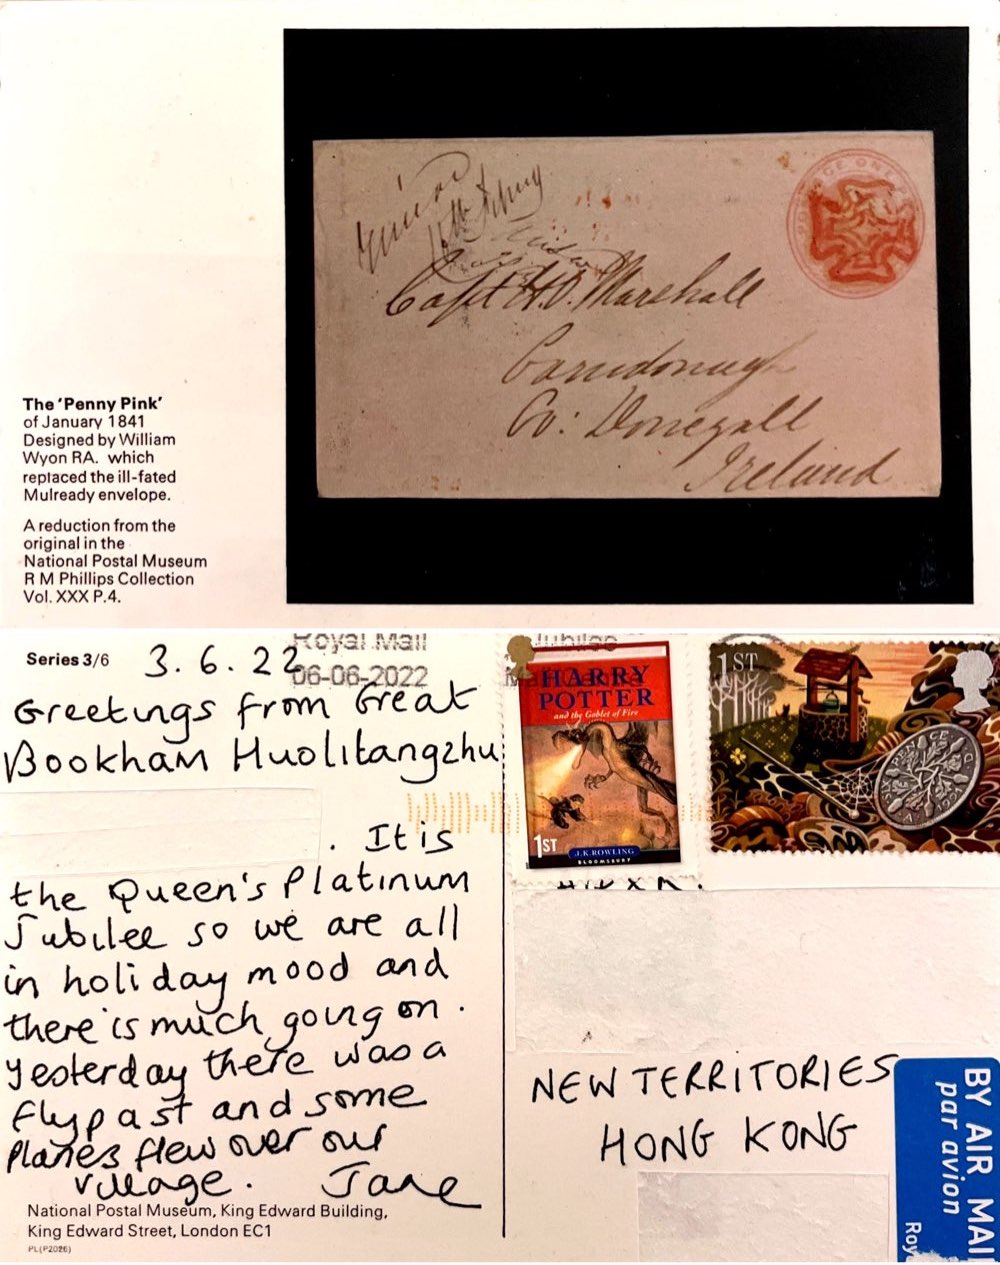 The 'Penny Pink'
of January 1841
Designed by William
Wyon RA. which
replaced the ill-fated
Mulready envelope.
A reduction from the
original in the
National Postal Museum
R M Phillips Collection
Vol. XXX P.4.
Capt H.D. Marshall
Carndonagh
Co: Donegall
Ireland
Series 3/6
3.6.22
Royal Mail
06-06-2022
Jubilee
Greetings from Great
Bookham Huolitangzhu
. It is
the Queen's Platinum
Jubilee so we are all
in holiday mood and
there is much going on.
Yesterday there was a
flypast and some
planes flew over our
village. Jane
National Postal Museum, King Edward Building,
King Edward Street, London EC1
PL(P2026)
HARRY
POTTER
and the Goblet of Fire
1ST
J.K. ROWLING
BLOOMSBURY
1ST
SIX PENCE
NEW TERRITORIES
HONG KONG
BY AIR MAIL
par avion
Roy